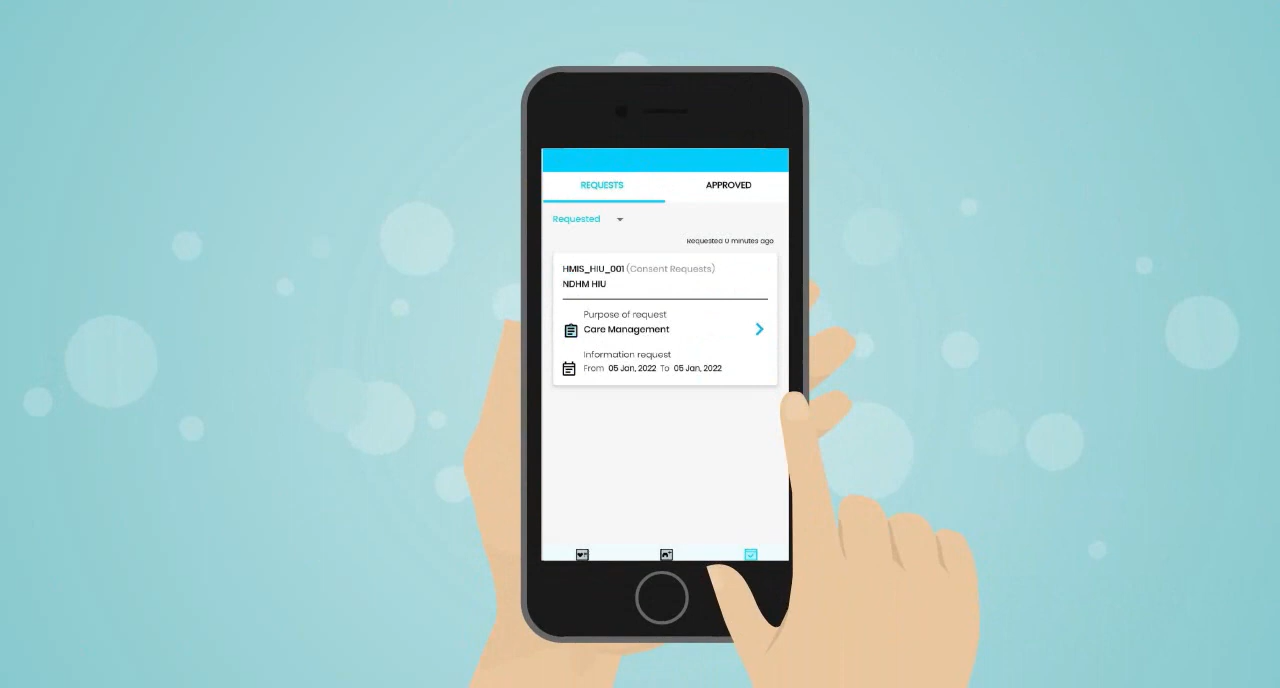 REQUESTS APPROVED
Requested
Requested 0 minutes ago
HMIS_HIU_001 (Consent Requests)
NDHM HIU
Purpose of request
Care Management
Information request
From 05 Jan, 2022 To 05 Jan, 2022